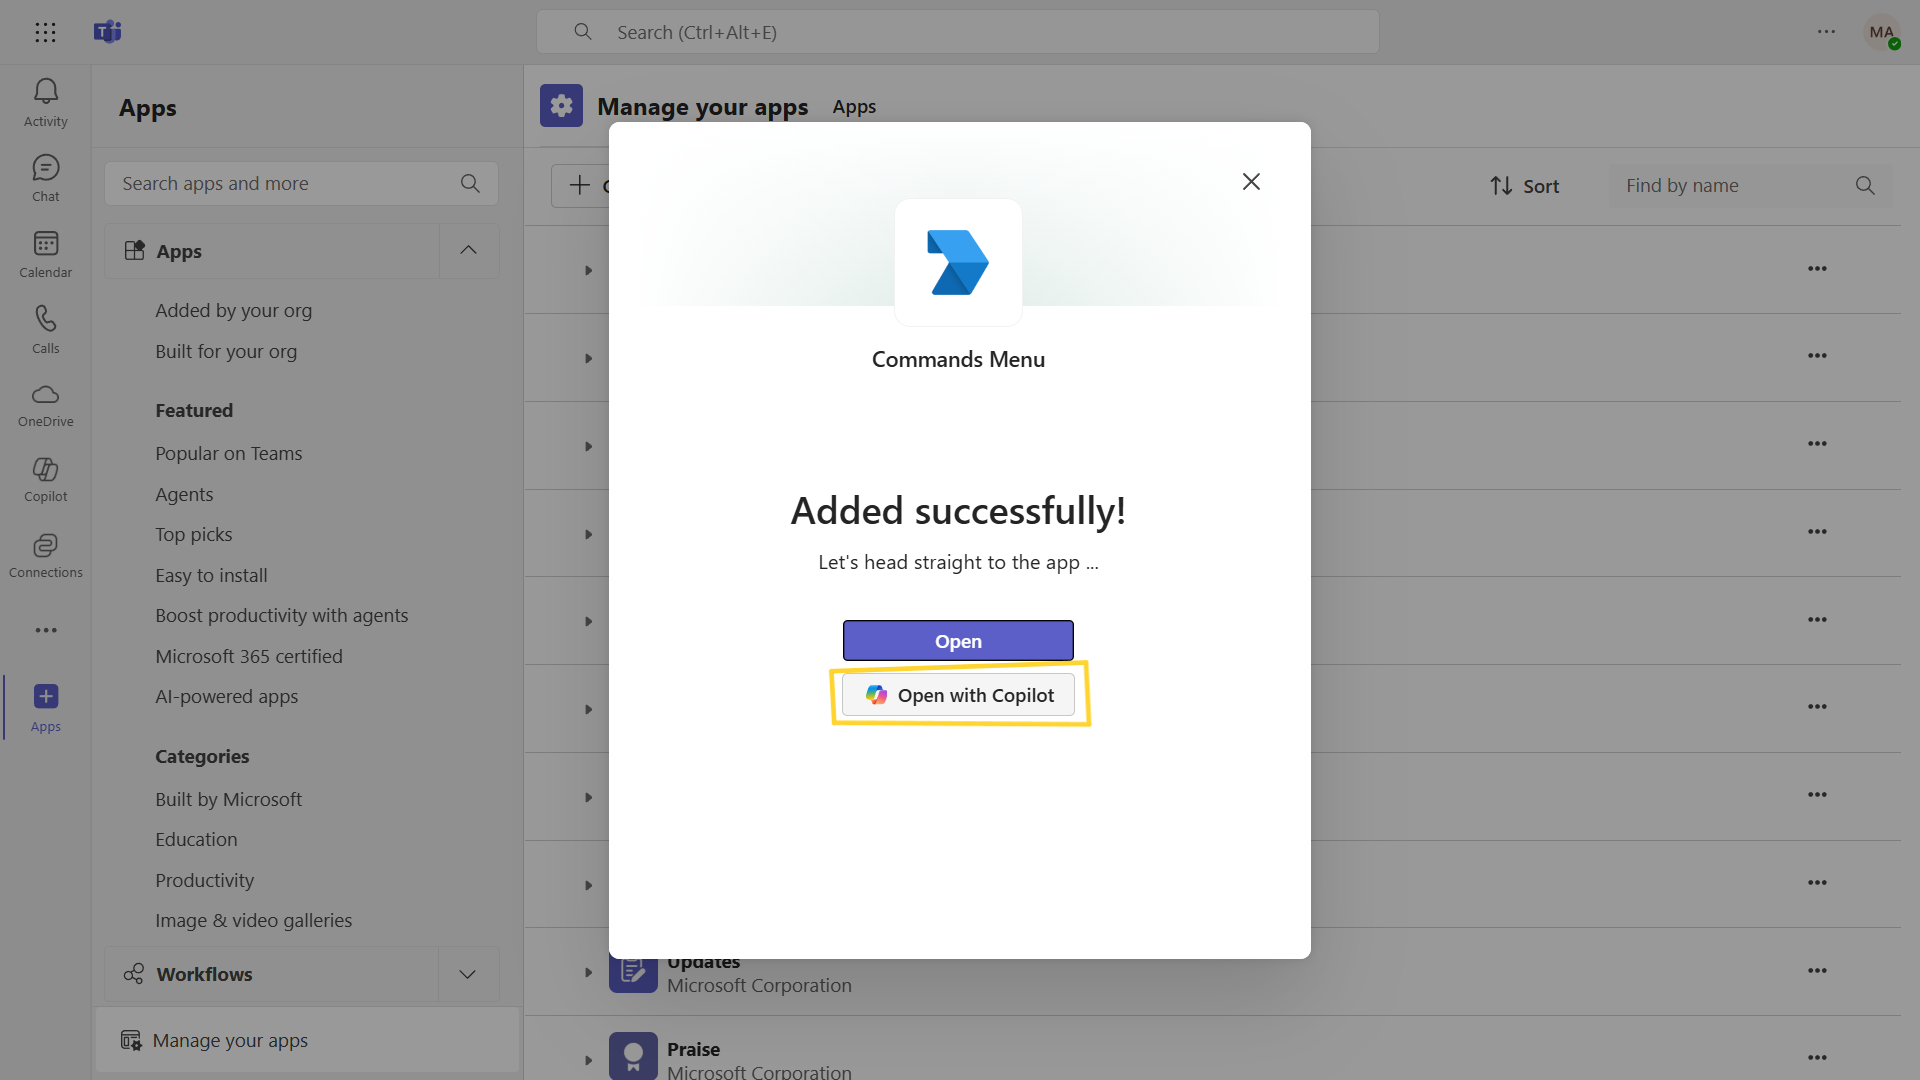 Search (Ctrl+Alt+E)
MA
Activity
Chat
Calendar
Calls
OneDrive
Copilot
Connections
Apps
Apps
Search apps and more
Apps
Added by your org
Built for your org
Featured
Popular on Teams
Agents
Top picks
Easy to install
Boost productivity with agents
Microsoft 365 certified
AI-powered apps
Categories
Built by Microsoft
Education
Productivity
Image & video galleries
Workflows
Manage your apps
Manage your apps Apps
Sort
Find by name
Commands Menu
Added successfully!
Let's head straight to the app ...
Open
Open with Copilot
Updates
Microsoft Corporation
Praise
Microsoft Corporation